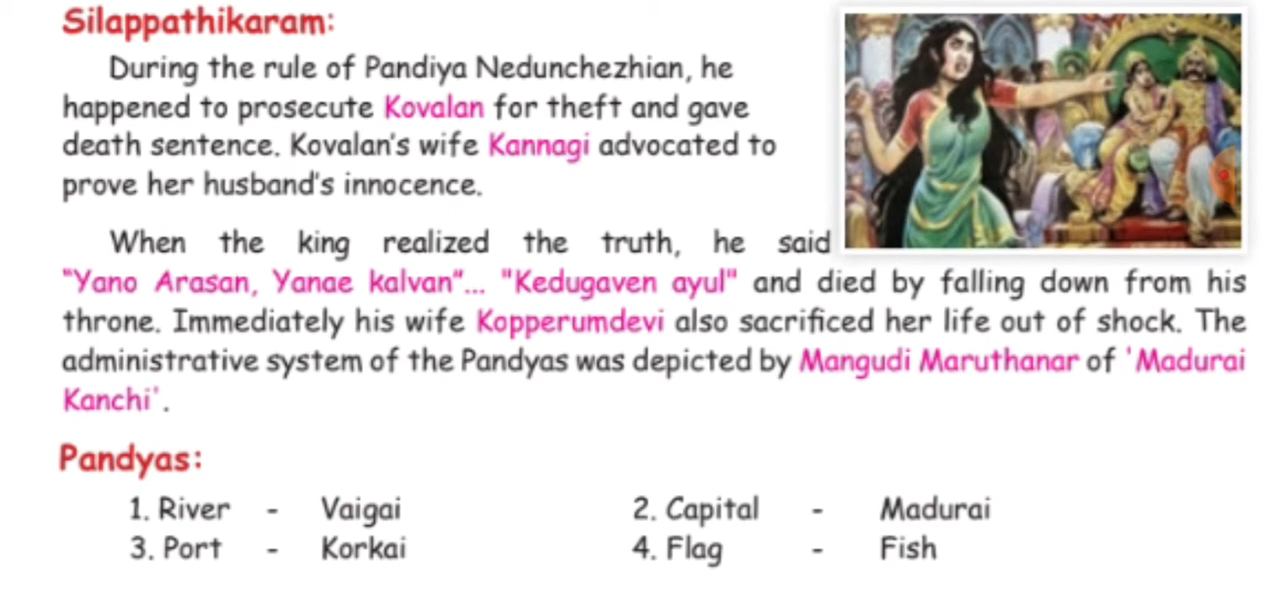 Silappathikaram:
During the rule of Pandiya Nedunchezhian, he
happened to prosecute Kovalan for theft and gave
death sentence. Kovalan's wife Kannagi advocated to
prove her husband's innocence.
When the king realized the truth, he said
"Yano Arasan, Yanae kalvan"... "Kedugaven ayul" and died by falling down from his
throne. Immediately his wife Kopperumdevi also sacrificed her life out of shock. The
administrative system of the Pandyas was depicted by Mangudi Maruthanar of 'Madurai
Kanchi'.
Pandyas:
1. River - Vaigai 2. Capital - Madurai
3. Port - Korkai 4. Flag - Fish